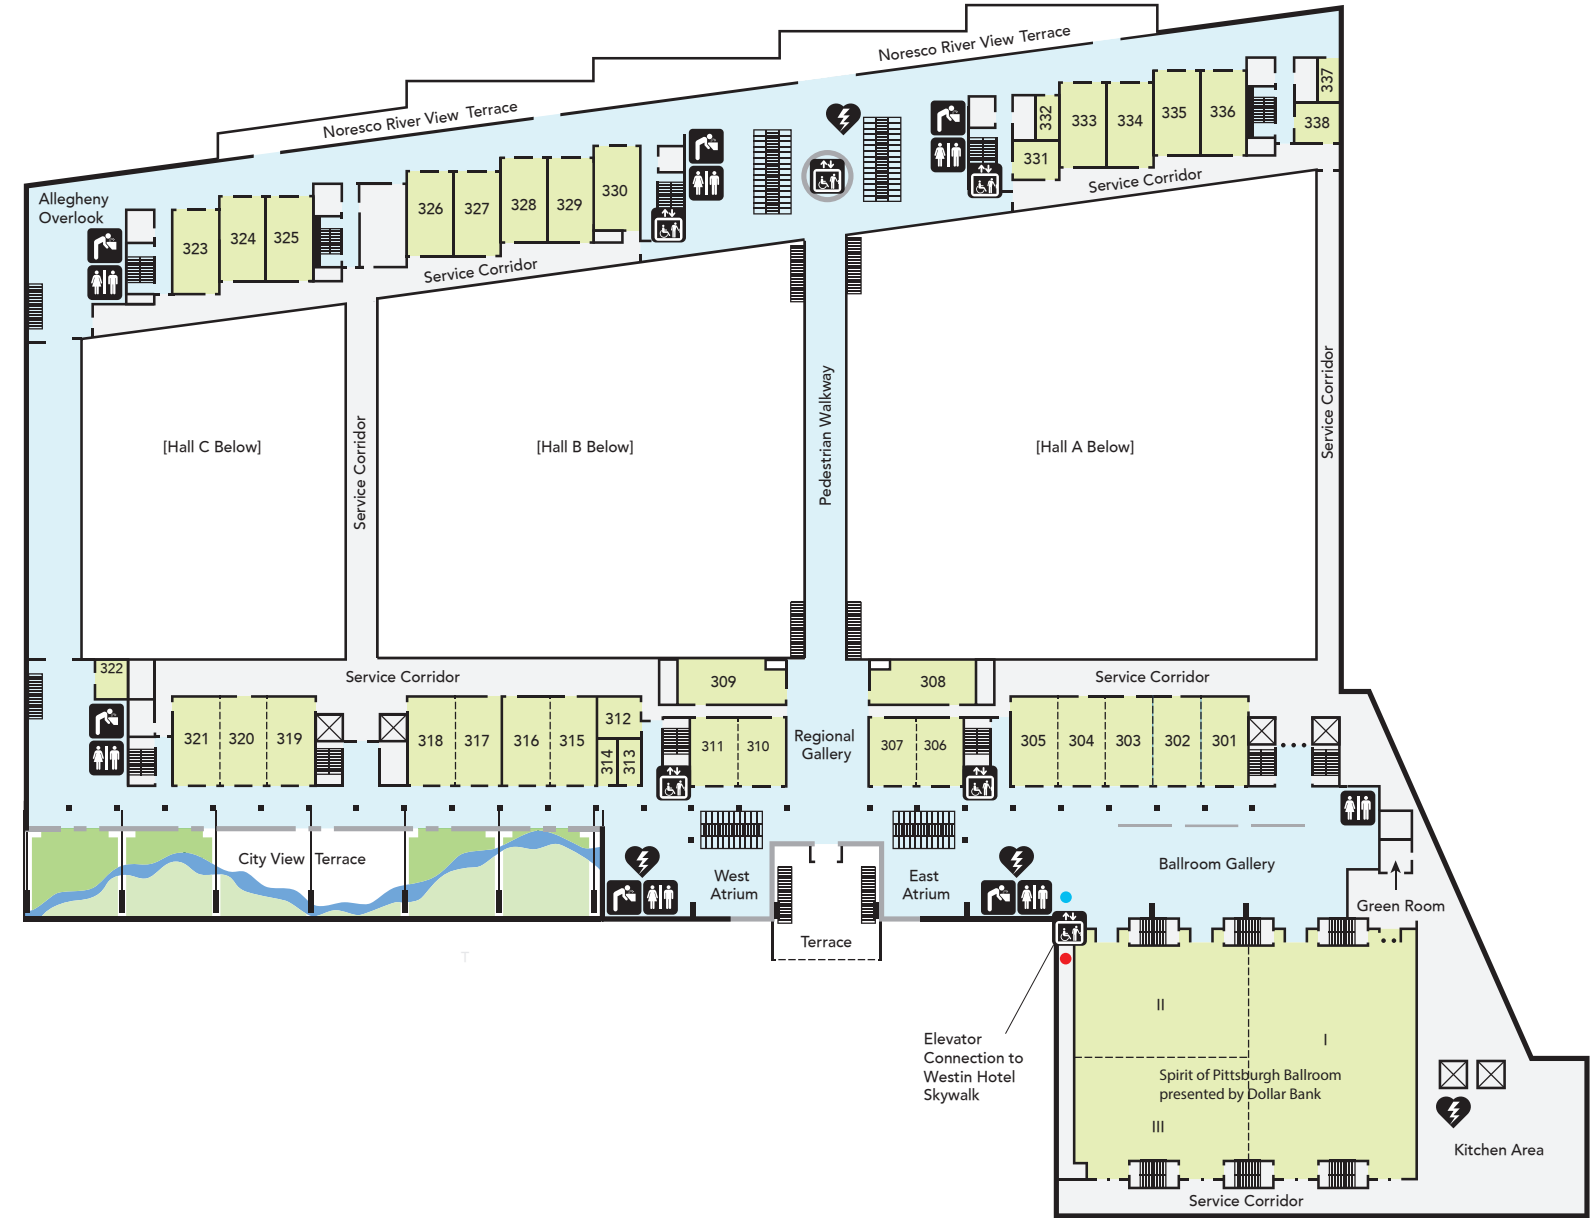 Noresco River View Terrace
Noresco River View Terrace
337
338
336
335
334
333
332
331
Service Corridor
Allegheny
Overlook
330
329
328
327
326
325
324
323
Service Corridor
Service Corridor
Pedestrian Walkway
Service Corridor
[Hall C Below]
[Hall B Below]
[Hall A Below]
322
Service Corridor
309
308
Service Corridor
321
320
319
318
317
316
315
312
314
313
311
310
Regional
Gallery
307
306
305
304
303
302
301
City View Terrace
West
Atrium
East
Atrium
Ballroom Gallery
Green Room
Terrace
T
Elevator
Connection to
Westin Hotel
Skywalk
II
I
Spirit of Pittsburgh Ballroom
presented by Dollar Bank
III
Kitchen Area
Service Corridor